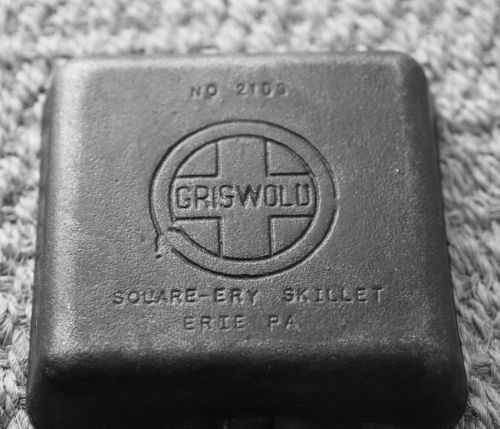 NO 2103
GRISWOLD
SQUARE-ERY SKILLET
ERIE PA